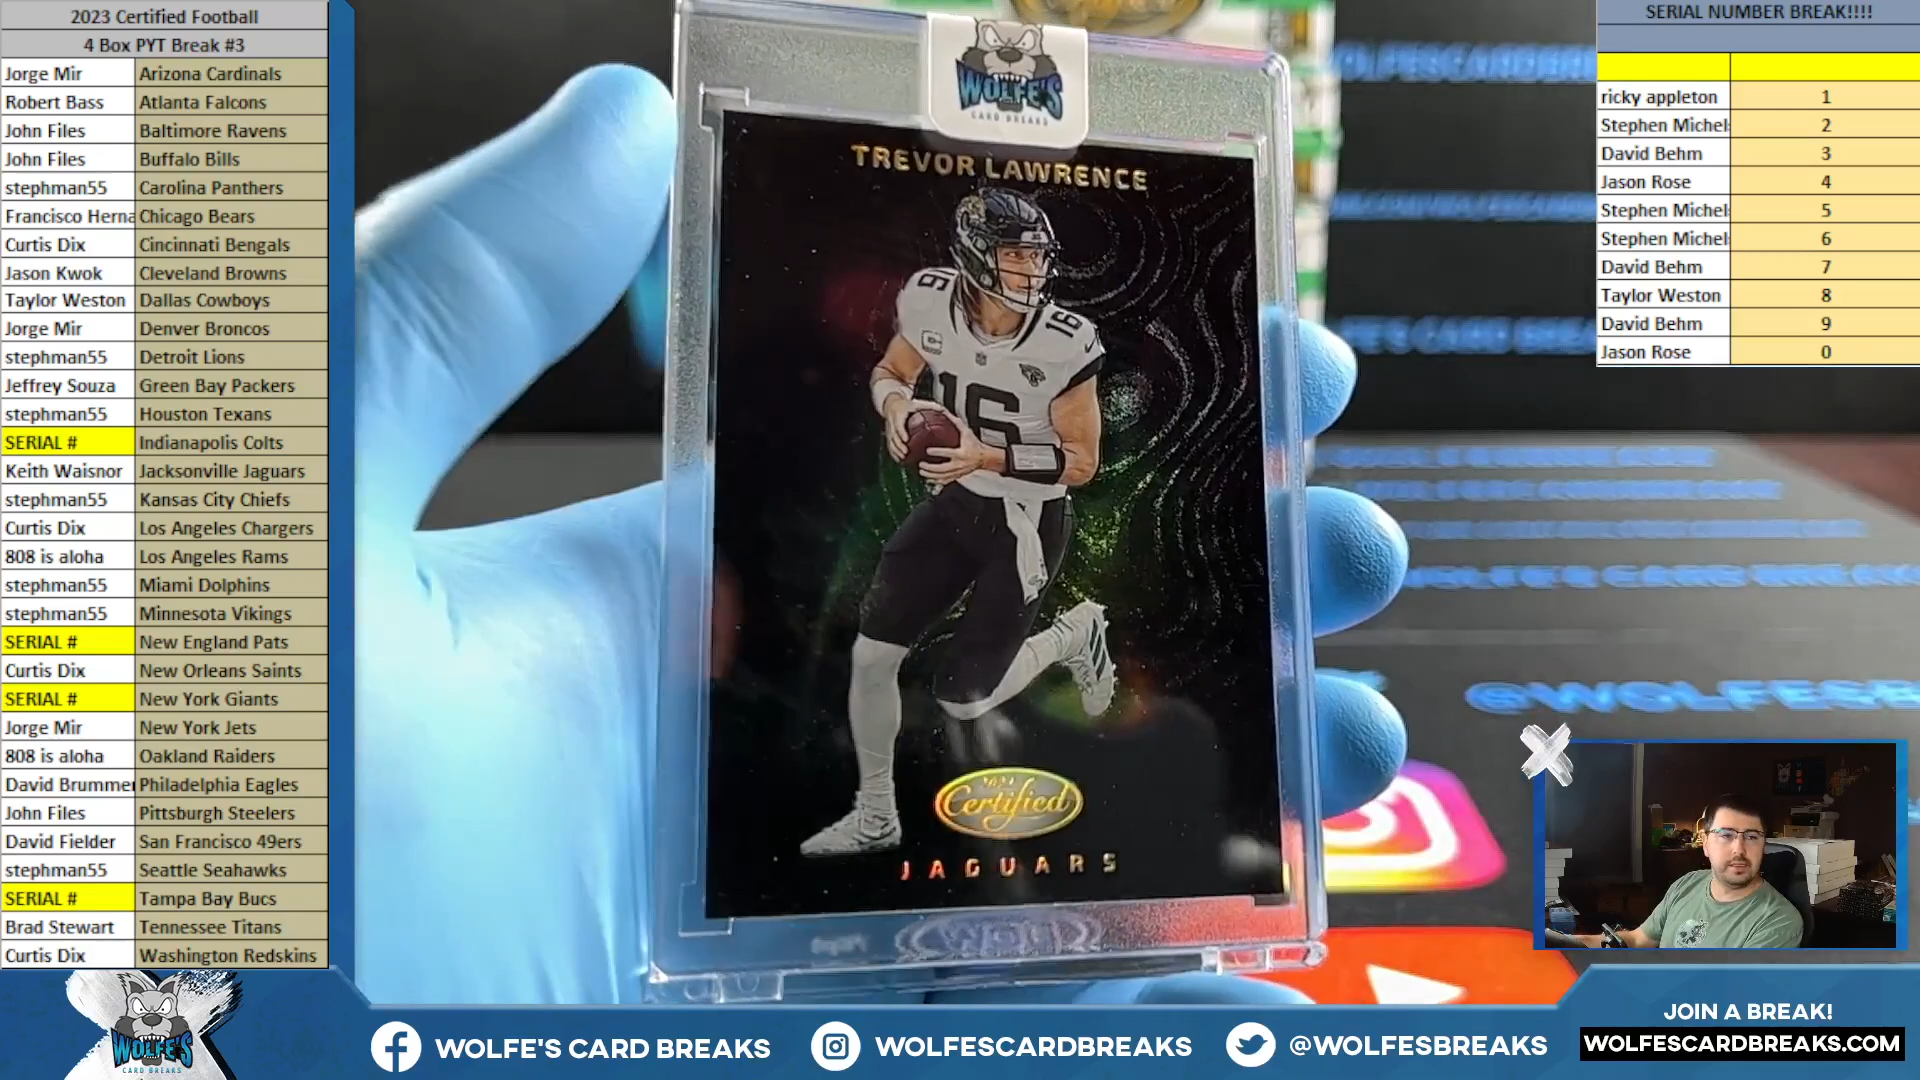 2023 Certified Football
4 Box PYT Break #3
Jorge Mir Arizona Cardinals
Robert Bass Atlanta Falcons
John Files Baltimore Ravens
John Files Buffalo Bills
stephman55 Carolina Panthers
Francisco Herna Chicago Bears
Curtis Dix Cincinnati Bengals
Jason Kwok Cleveland Browns
Taylor Weston Dallas Cowboys
Jorge Mir Denver Broncos
stephman55 Detroit Lions
Jeffrey Souza Green Bay Packers
stephman55 Houston Texans
SERIAL # Indianapolis Colts
Keith Waisnor Jacksonville Jaguars
stephman55 Kansas City Chiefs
Curtis Dix Los Angeles Chargers
808 is aloha Los Angeles Rams
stephman55 Miami Dolphins
stephman55 Minnesota Vikings
SERIAL # New England Pats
Curtis Dix New Orleans Saints
SERIAL # New York Giants
Jorge Mir New York Jets
808 is aloha Oakland Raiders
David Brummer Philadelphia Eagles
John Files Pittsburgh Steelers
David Fielder San Francisco 49ers
stephman55 Seattle Seahawks
SERIAL # Tampa Bay Bucs
Brad Stewart Tennessee Titans
Curtis Dix Washington Redskins
WOLFE'S
CARD BREAKS
TREVOR LAWRENCE
16
16
16
Certified
JAGUARS
SERIAL NUMBER BREAK!!!!
ricky appleton 1
Stephen Michel 2
David Behm 3
Jason Rose 4
Stephen Michel 5
Stephen Michel 6
David Behm 7
Taylor Weston 8
David Behm 9
Jason Rose 0
@WOLFESB
WOLFE'S
CARD BREAKS
WOLFE'S CARD BREAKS
WOLFESCARDBREAKS
@WOLFESBREAKS
JOIN A BREAK!
WOLFESCARDBREAKS.COM